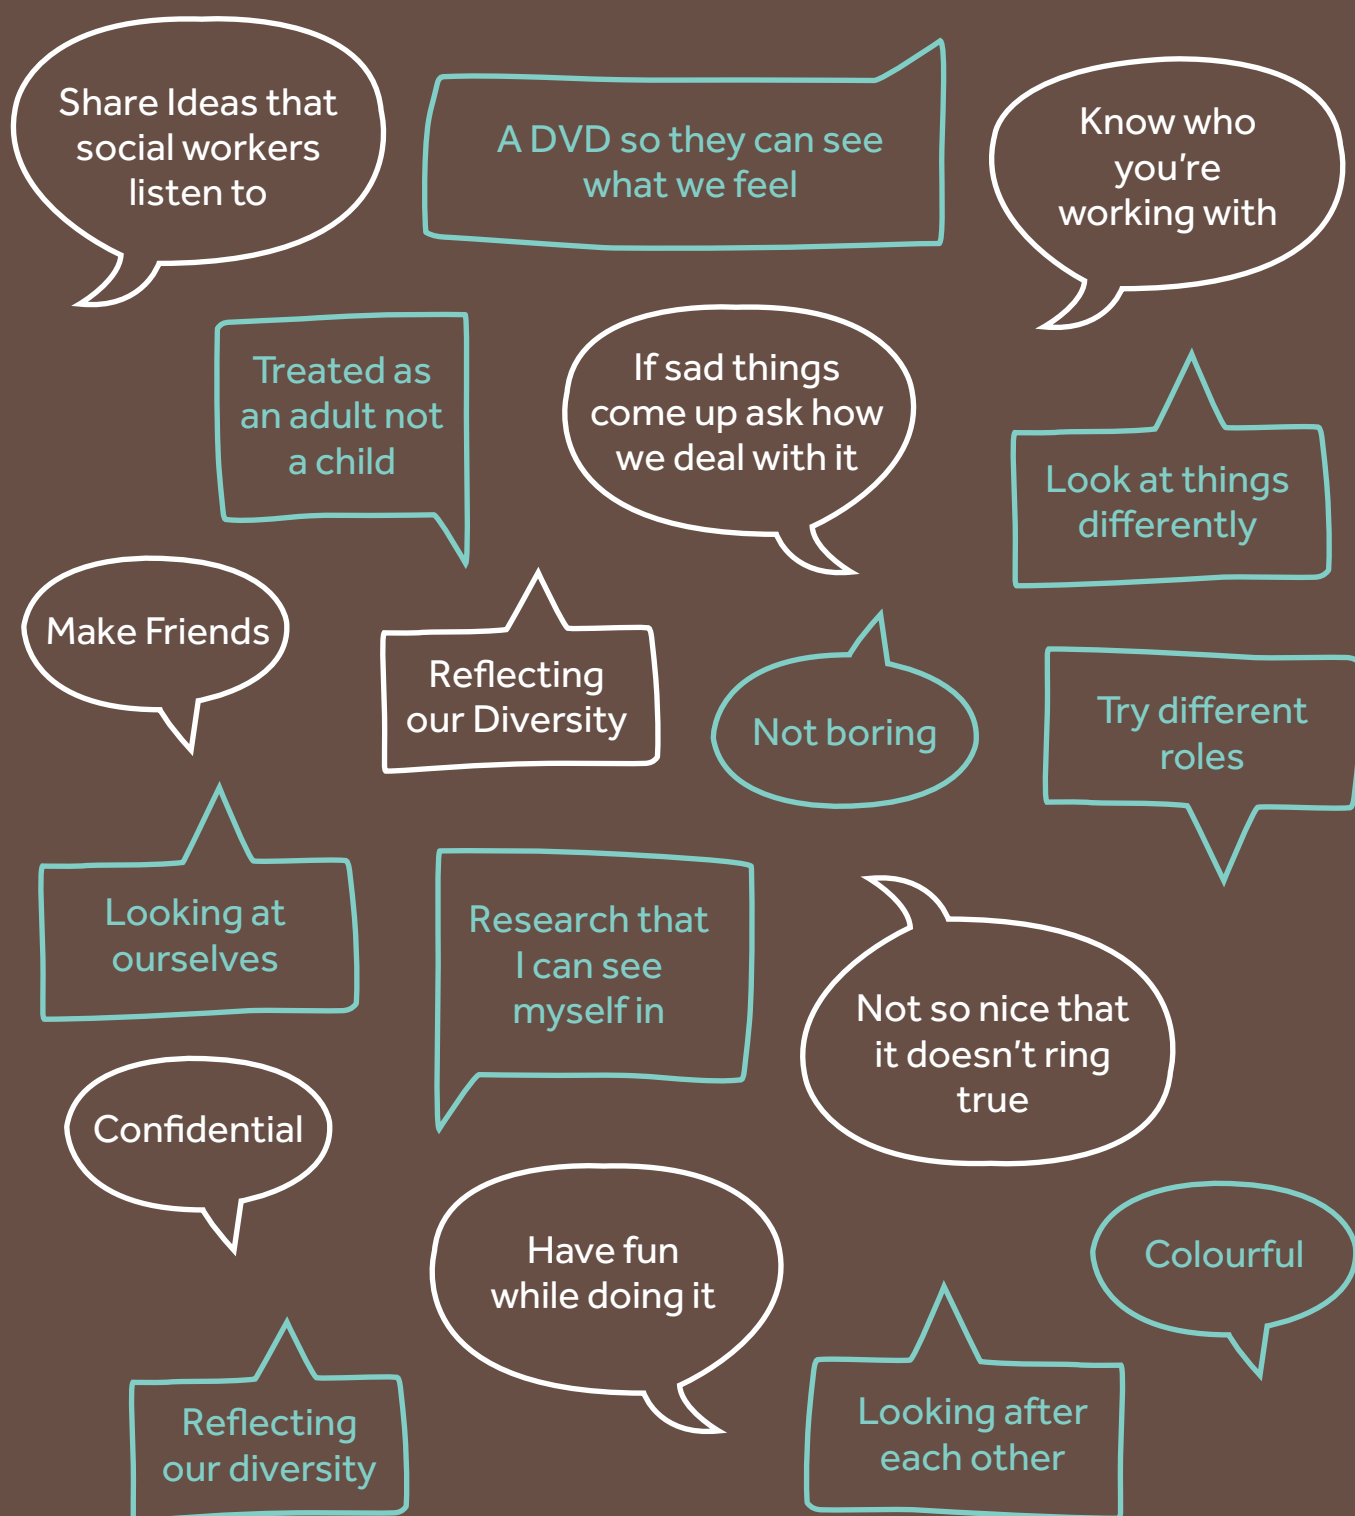 Share Ideas that
social workers
listen to
A DVD so they can see
what we feel
Know who
you're
working with
Treated as
an adult not
a child
If sad things
come up ask how
we deal with it
Look at things
differently
Make Friends
Reflecting
our Diversity
Not boring
Try different
roles
Looking at
ourselves
Research that
I can see
myself in
Not so nice that
it doesn't ring
true
Confidential
Have fun
while doing it
Colourful
Reflecting
our diversity
Looking after
each other